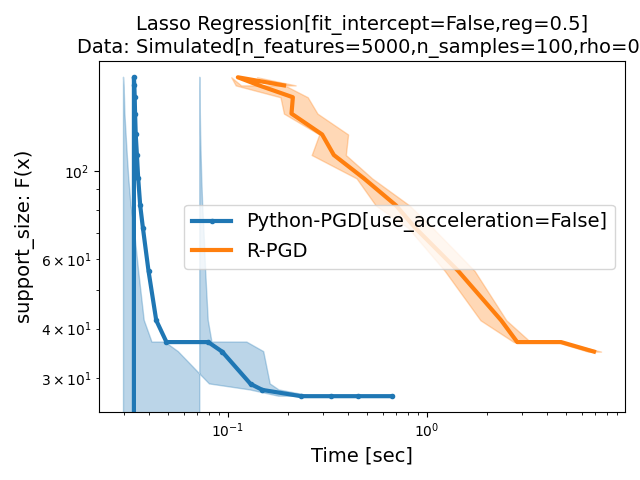 Lasso Regression[fit_intercept=False,reg=0.5]
Data: Simulated[n_features=5000,n_samples=100,rho=0
support_size: F(x)
10²
6 × 10¹
4 × 10¹
3 × 10¹
Python-PGD[use_acceleration=False]
R-PGD
10⁻¹ 10⁰
Time [sec]